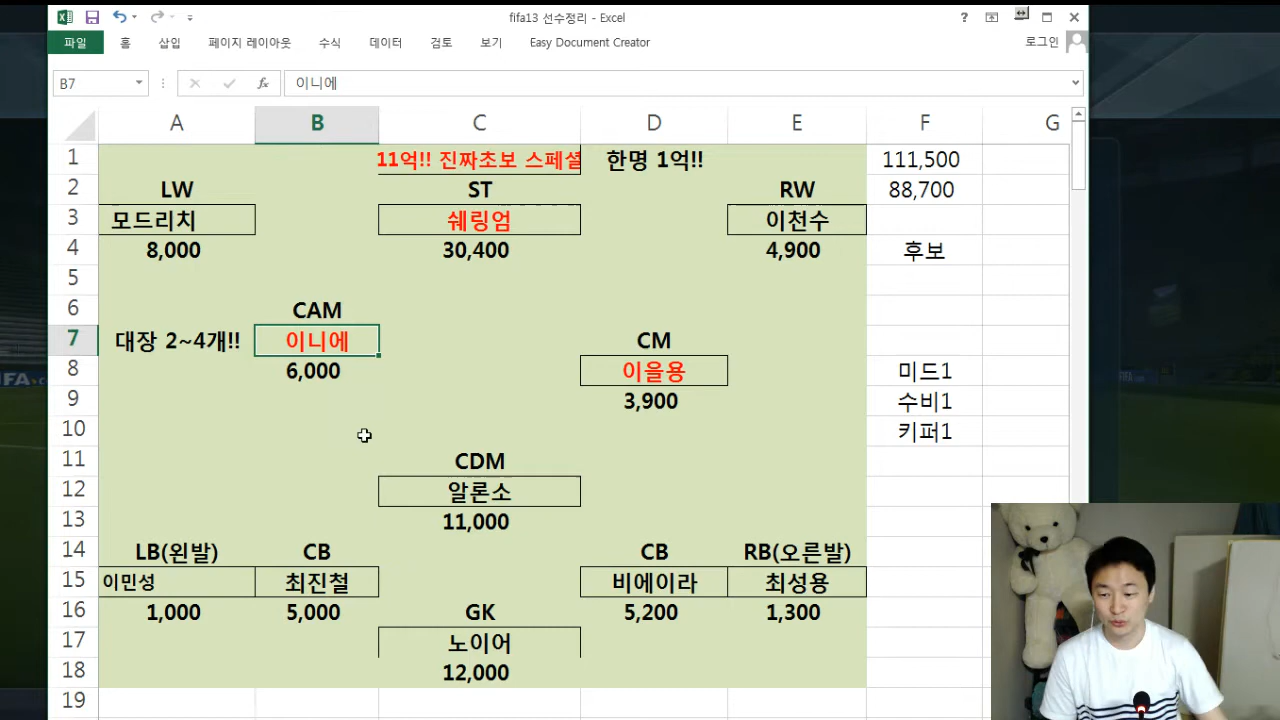 fifa13 선수정리 - Excel
파일 홈 삽입 페이지 레이아웃 수식 데이터 검토 보기 Easy Document Creator 로그인
B7 fx 이니에
A B C D E F G
1 11억!! 진짜초보 스페셜 한명 1억!! 111,500
2 LW ST RW 88,700
3 모드리치 쉐링엄 이천수
4 8,000 30,400 4,900 후보
5
6 CAM
7 대장 2~4개!! 이니에 CM
8 6,000 이을용 미드1
9 3,900 수비1
10 키퍼1
11 CDM
12 알론소
13 11,000
14 LB(왼발) CB CB RB(오른발)
15 이민성 최진철 비에이라 최성용
16 1,000 5,000 GK 5,200 1,300
17 노이어
18 12,000
19
FIFA